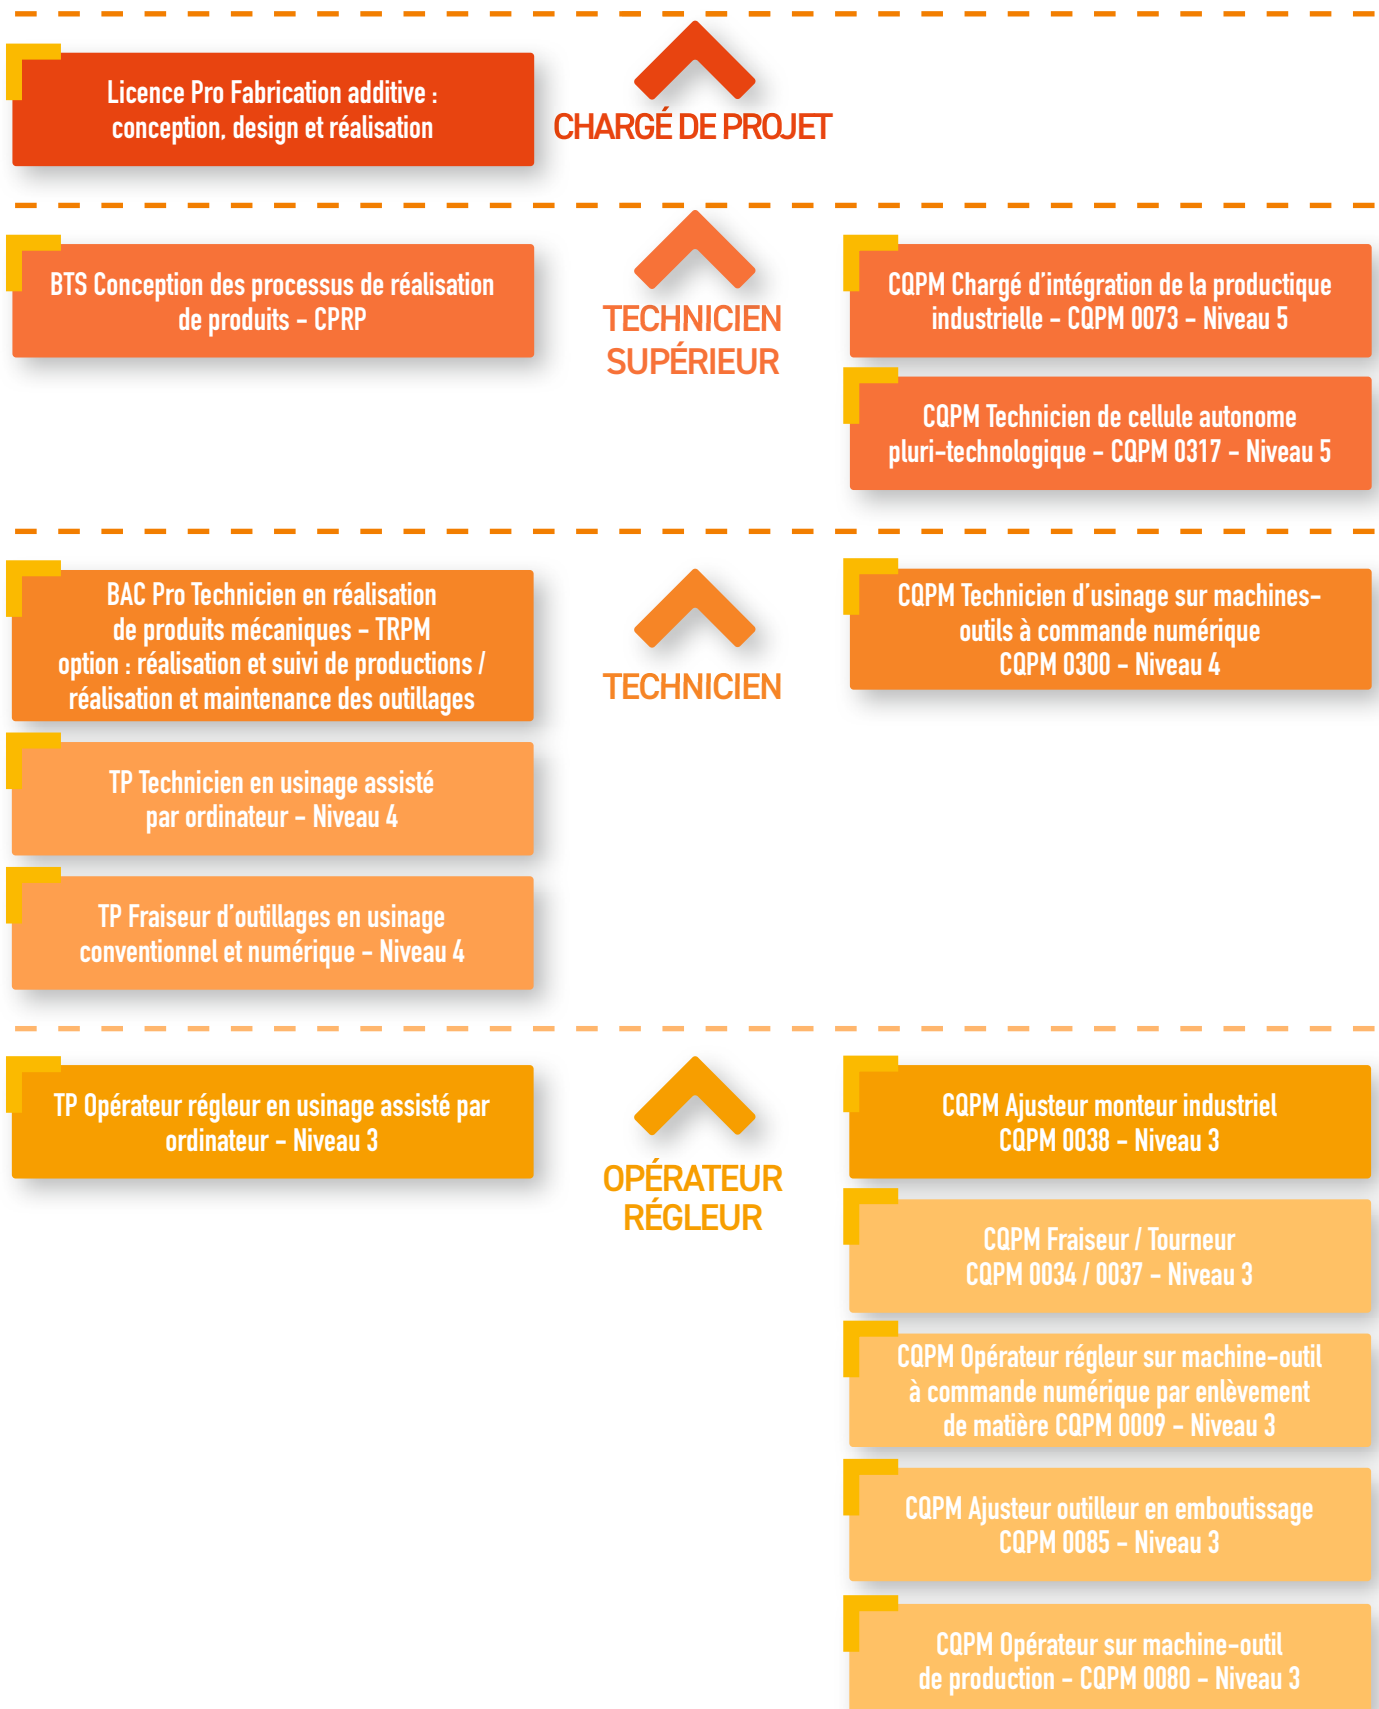 Licence Pro Fabrication additive :
conception, design et réalisation
CHARGÉ DE PROJET
BTS Conception des processus de réalisation
de produits - CPRP
TECHNICIEN
SUPÉRIEUR
CQPM Chargé d’intégration de la productique
industrielle - CQPM 0073 - Niveau 5
CQPM Technicien de cellule autonome
pluri-technologique - CQPM 0317 - Niveau 5
BAC Pro Technicien en réalisation
de produits mécaniques - TRPM
option : réalisation et suivi de productions /
réalisation et maintenance des outillages
TP Technicien en usinage assisté
par ordinateur - Niveau 4
TP Fraiseur d’outillages en usinage
conventionnel et numérique - Niveau 4
TECHNICIEN
CQPM Technicien d’usinage sur machines-
outils à commande numérique
CQPM 0300 - Niveau 4
TP Opérateur régleur en usinage assisté par
ordinateur - Niveau 3
OPÉRATEUR
RÉGLEUR
CQPM Ajusteur monteur industriel
CQPM 0038 - Niveau 3
CQPM Fraiseur / Tourneur
CQPM 0034 / 0037 - Niveau 3
CQPM Opérateur régleur sur machine-outil
à commande numérique par enlèvement
de matière CQPM 0009 - Niveau 3
CQPM Ajusteur outilleur en emboutissage
CQPM 0085 - Niveau 3
CQPM Opérateur sur machine-outil
de production - CQPM 0080 - Niveau 3